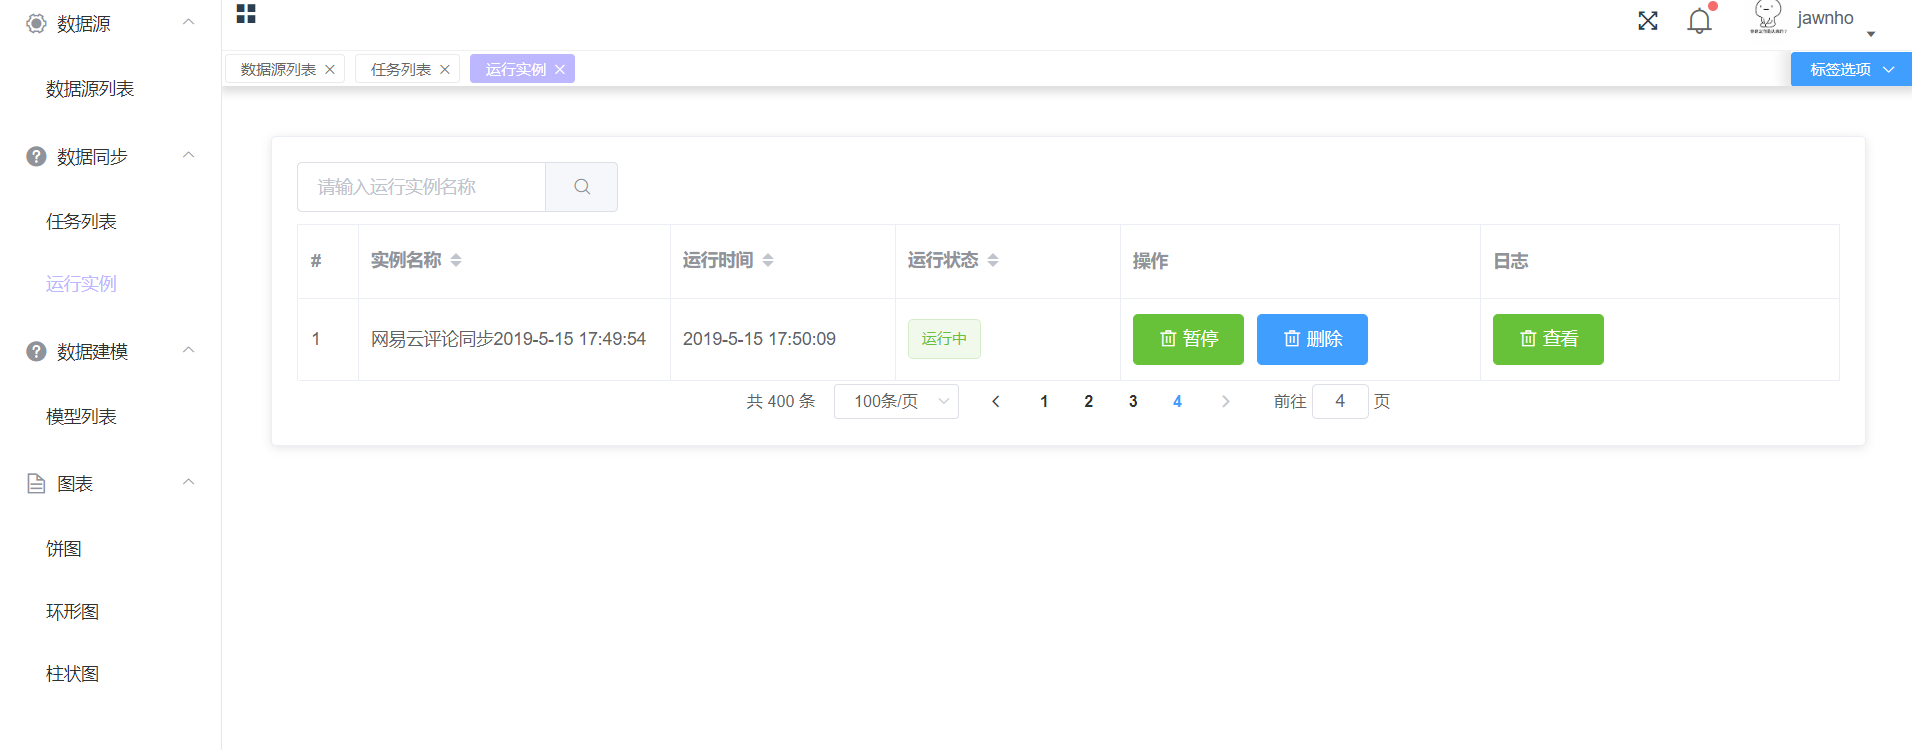 数据源
数据源列表
数据同步
任务列表
运行实例
数据建模
模型列表
图表
饼图
环形图
柱状图
jawnho
数据源列表 任务列表 运行实例
标签选项
请输入运行实例名称
# 实例名称 运行时间 运行状态 操作 日志
1 网易云评论同步2019-5-15 17:49:54 2019-5-15 17:50:09 运行中 暂停 删除 查看
共 400 条 100条/页 1 2 3 4 前往 4 页